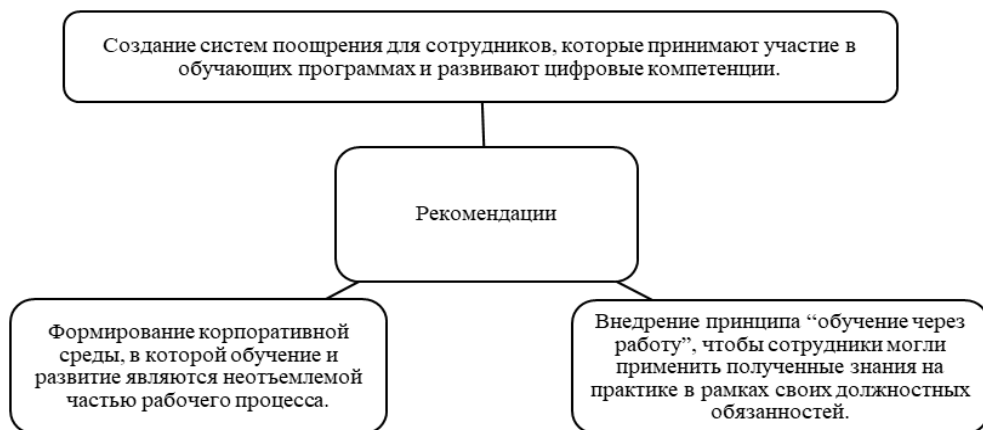 Создание систем поощрения для сотрудников, которые принимают участие в
обучающих программах и развивают цифровые компетенции.
Рекомендации
Формирование корпоративной
среды, в которой обучение и
развитие являются неотъемлемой
частью рабочего процесса.
Внедрение принципа “обучение через
работу”, чтобы сотрудники могли
применить полученные знания на
практике в рамках своих должностных
обязанностей.